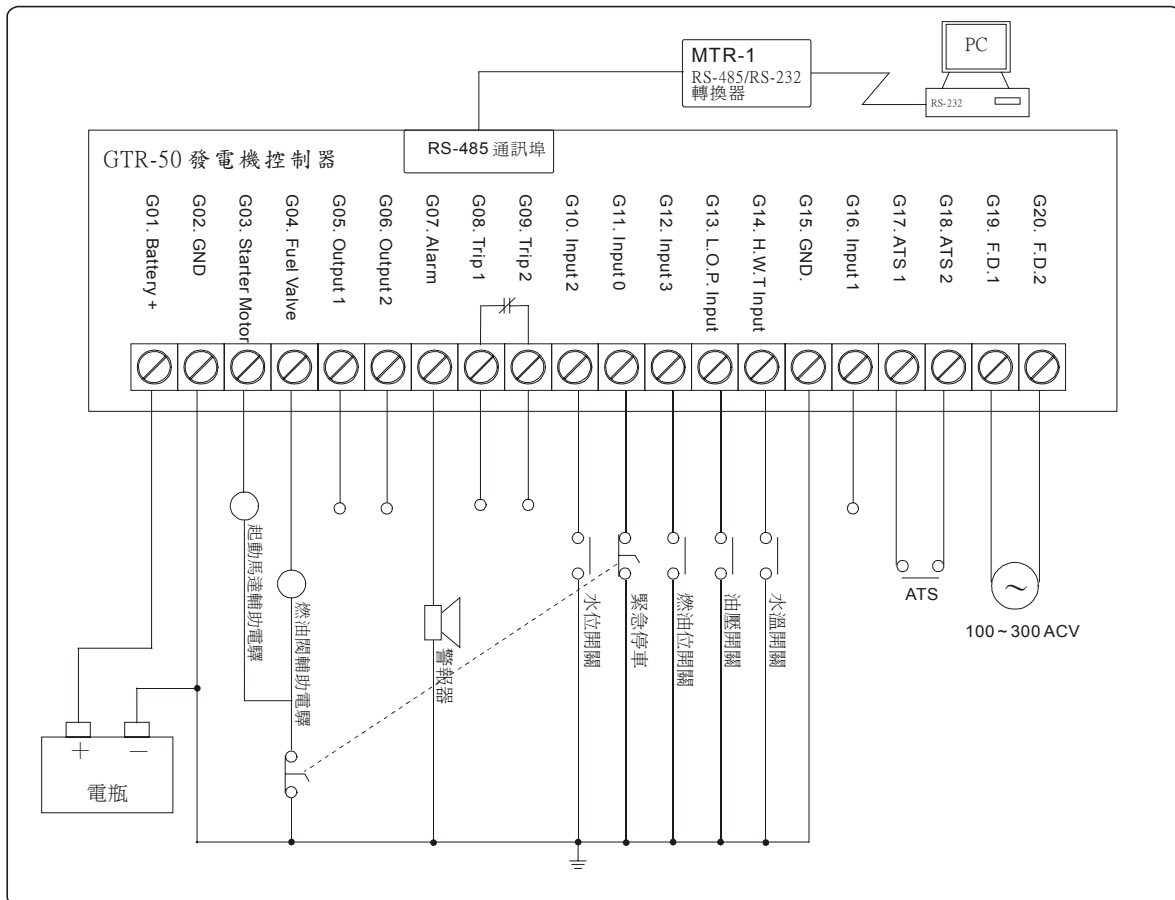 PC
MTR-1
RS-485/RS-232
轉換器
RS-232
RS-485 通訊埠
GTR-50 發電機控制器
G01. Battery +
G02. GND
G03. Starter Motor
G04. Fuel Valve
G05. Output 1
G06. Output 2
G07. Alarm
G08. Trip 1
G09. Trip 2
G10. Input 2
G11. Input 0
G12. Input 3
G13. L.O.P. Input
G14. H.W.T Input
G15. GND.
G16. Input 1
G17. ATS 1
G18. ATS 2
G19. F.D.1
G20. F.D.2
起動馬達輔助電驛
燃油閥輔助電驛
警報器
水位開關
緊急停車
燃油位開關
油壓開關
水溫開關
ATS
~
100 ~ 300 ACV
+ −
電瓶